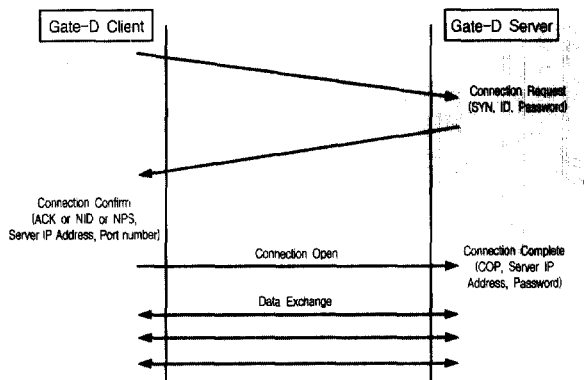 Gate-D Client
Gate-D Server
Connection Request
(SYN, ID, Password)
Connection Confirm
(ACK or NID or NPS,
Server IP Address, Port number)
Connection Open
Connection Complete
(COP, Server IP
Address, Password)
Data Exchange